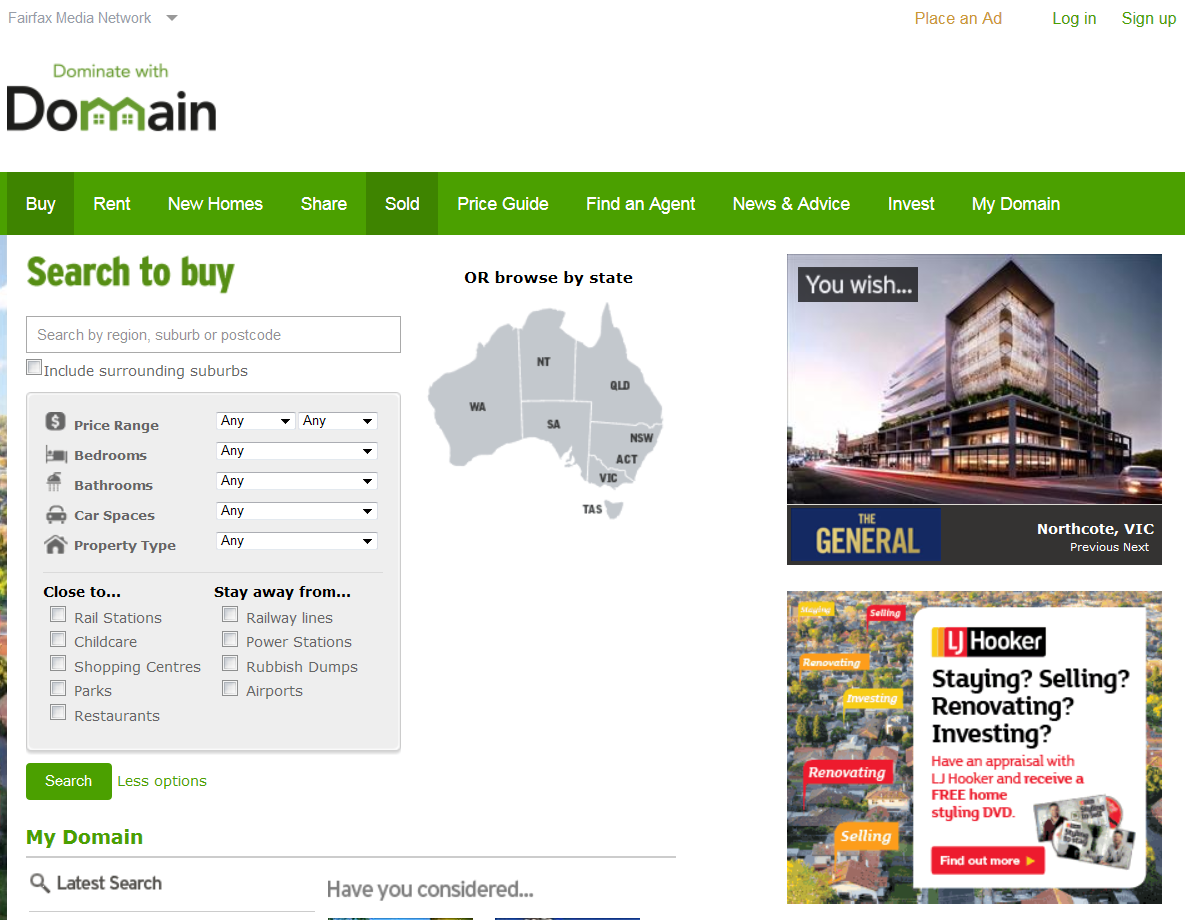 Fairfax Media Network
Place an Ad
Log in
Sign up
Dominate with
Domain
Buy
Rent
New Homes
Share
Sold
Price Guide
Find an Agent
News & Advice
Invest
My Domain
Search to buy
Search by region, suburb or postcode
Include surrounding suburbs
Price Range
Any
Any
Bedrooms
Any
Bathrooms
Any
Car Spaces
Any
Property Type
Any
Close to...
Rail Stations
Childcare
Shopping Centres
Parks
Restaurants
Stay away from...
Railway lines
Power Stations
Rubbish Dumps
Airports
Search
Less options
OR browse by state
NT
QLD
WA
SA
NSW
ACT
VIC
TAS
You wish...
THE
GENERAL
Northcote, VIC
Previous Next
Staying
Selling
Renovating
Investing
Renovating
Selling
LJ Hooker
Staying? Selling?
Renovating?
Investing?
Have an appraisal with
LJ Hooker and receive a
FREE home
styling DVD.
Find out more
My Domain
Latest Search
Have you considered...